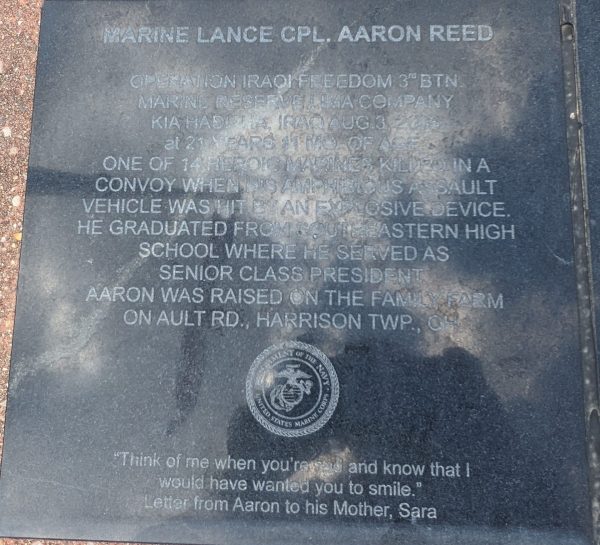 MARINE LANCE CPL. AARON REED
OPERATION IRAQI FREEDOM 3RD BTN.
MARINE RESERVE LIMA COMPANY
KIA HADITHA, IRAQ AUG.3,
at 21 YEARS 11 MO. OF AGE
ONE OF 14 HEROIC MARINES KILLED IN A
CONVOY WHEN HIS AMPHIBIOUS ASSAULT
VEHICLE WAS HIT BY AN EXPLOSIVE DEVICE.
HE GRADUATED FROM SOUTHEASTERN HIGH
SCHOOL WHERE HE SERVED AS
SENIOR CLASS PRESIDENT
AARON WAS RAISED ON THE FAMILY FARM
ON AULT RD., HARRISON TWP., OH.
DEPARTMENT OF THE NAVY
UNITED STATES MARINE CORPS
"Think of me when you're and know that I
would have wanted you to smile."
Letter from Aaron to his Mother, Sara